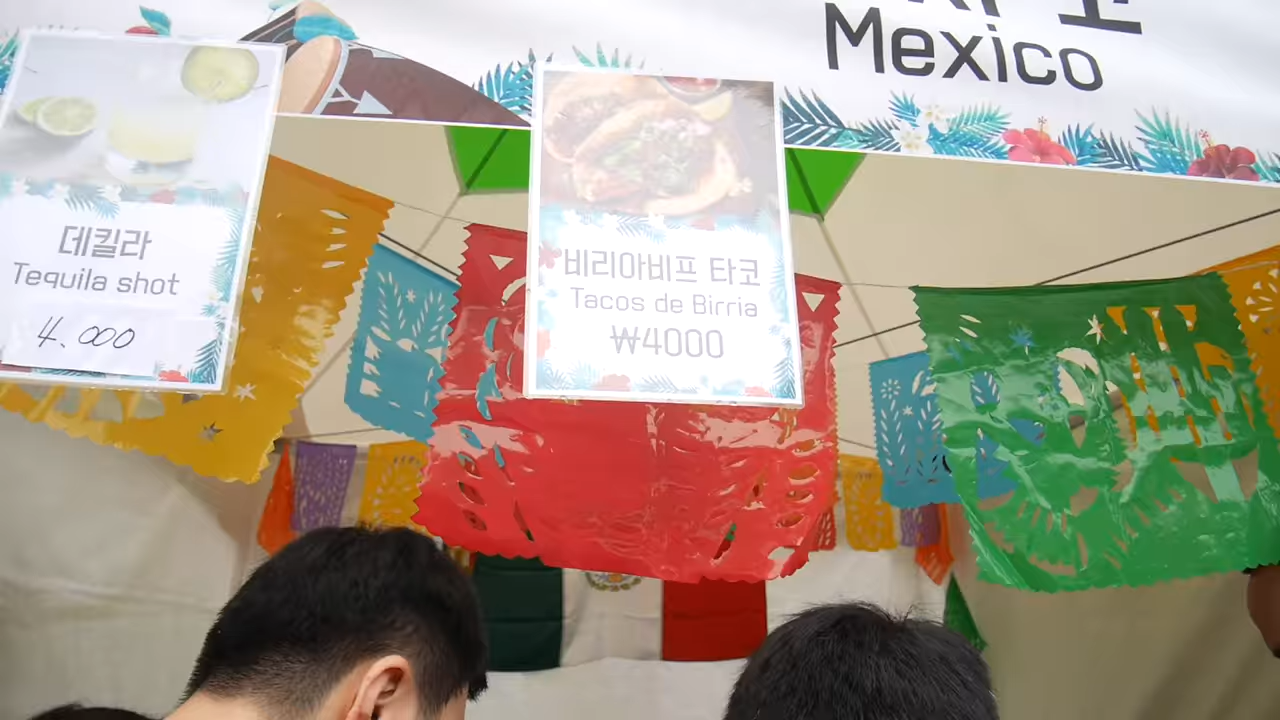 Mexico
데킬라
Tequila shot
4.000
비리아비프 타코
Tacos de Birria
₩4000